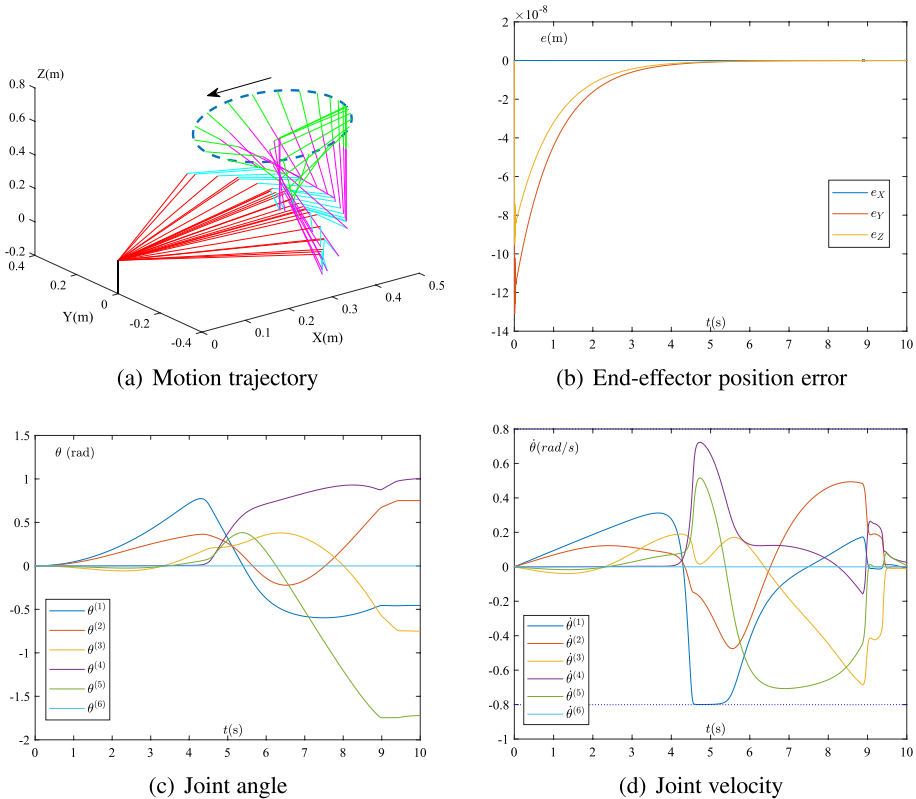 Z(m)
0.8
0.6
0.4
0.2
0
-0.2
0.4
0.2
0
-0.2
-0.4
Y(m)
0
0.1
0.2
0.3
0.4
0.5
X(m)
(a) Motion trajectory
×10⁻⁸
2
0
-2
-4
-6
-8
-10
-12
-14
e(m)
e_X
e_Y
e_Z
t(s)
0 1 2 3 4 5 6 7 8 9 10
(b) End-effector position error
1.5
1
0.5
0
-0.5
-1
-1.5
-2
θ (rad)
θ⁽¹⁾
θ⁽²⁾
θ⁽³⁾
θ⁽⁴⁾
θ⁽⁵⁾
θ⁽⁶⁾
t(s)
0 1 2 3 4 5 6 7 8 9 10
(c) Joint angle
0.8
0.6
0.4
0.2
0
-0.2
-0.4
-0.6
-0.8
-1
θ̇(rad/s)
θ̇⁽¹⁾
θ̇⁽²⁾
θ̇⁽³⁾
θ̇⁽⁴⁾
θ̇⁽⁵⁾
θ̇⁽⁶⁾
t(s)
0 1 2 3 4 5 6 7 8 9 10
(d) Joint velocity